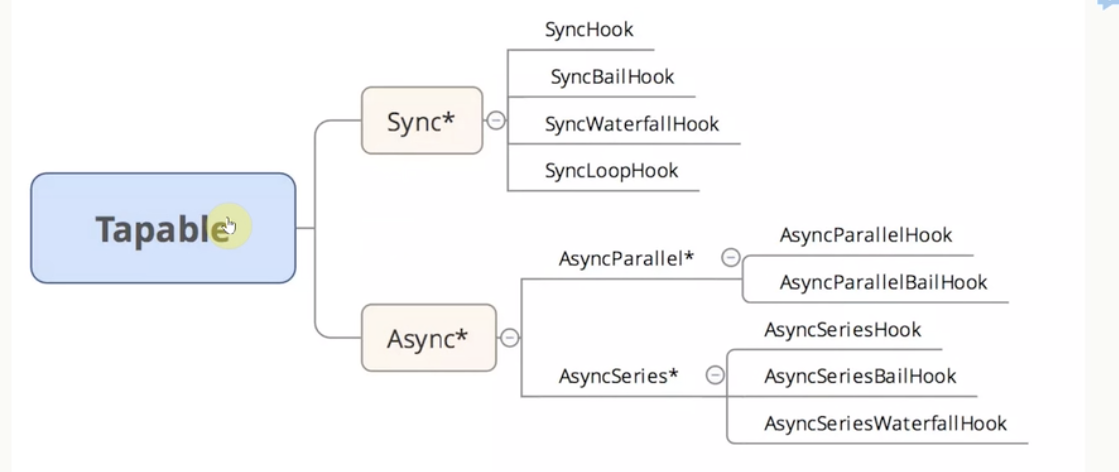 Tapable
Sync*
SyncHook
SyncBailHook
SyncWaterfallHook
SyncLoopHook
Async*
AsyncParallel*
AsyncParallelHook
AsyncParallelBailHook
AsyncSeries*
AsyncSeriesHook
AsyncSeriesBailHook
AsyncSeriesWaterfallHook